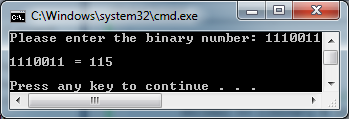 C:\Windows\system32\cmd.exe
Please enter the binary number: 1110011
1110011 = 115
Press any key to continue . . .